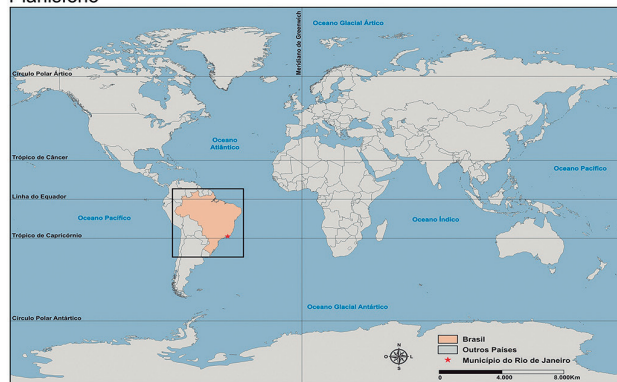 Planisfério
Oceano Glacial Ártico
Meridiano de Greenwich
Círculo Polar Ártico
Oceano
Atlântico
Trópico de Câncer
Oceano Pacífico
Linha do Equador
Oceano Pacífico
Oceano Índico
Trópico de Capricórnio
Oceano Glacial Antártico
Círculo Polar Antártico
N
O L
S
Brasil
Outros Países
Município do Rio de Janeiro
0 4.000 8.000Km